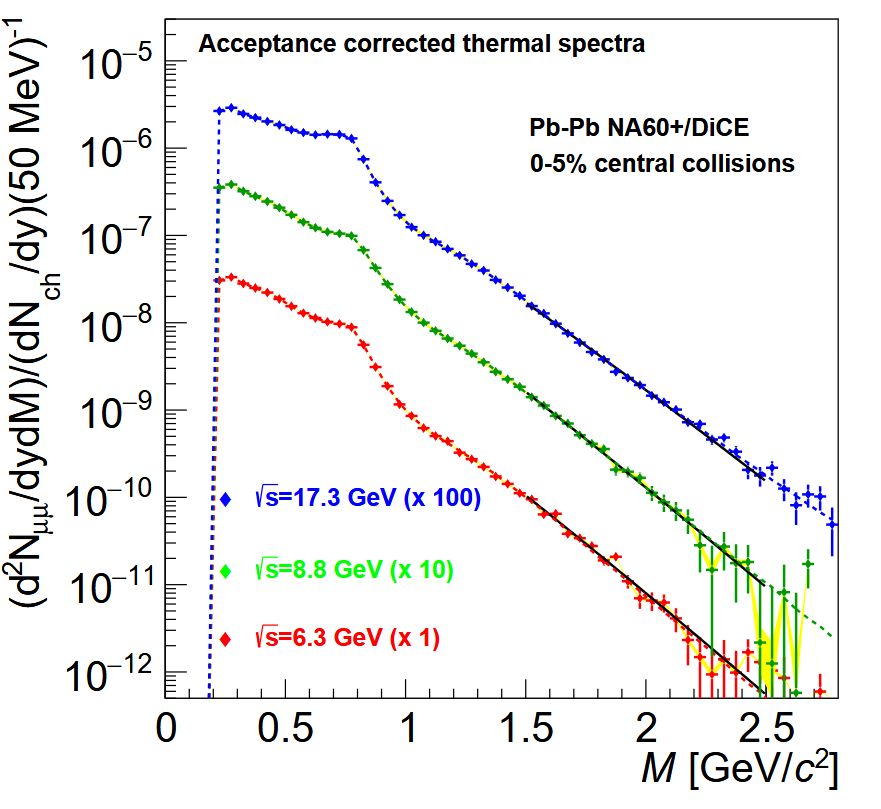 Acceptance corrected thermal spectra
Pb-Pb NA60+/DiCE
0-5% central collisions
(d²N_μμ/dydM)/(dN_ch/dy)(50 MeV)⁻¹
10⁻⁵
10⁻⁶
10⁻⁷
10⁻⁸
10⁻⁹
10⁻¹⁰
10⁻¹¹
10⁻¹²
√s=17.3 GeV (x 100)
√s=8.8 GeV (x 10)
√s=6.3 GeV (x 1)
0 0.5 1 1.5 2 2.5
M [GeV/c²]